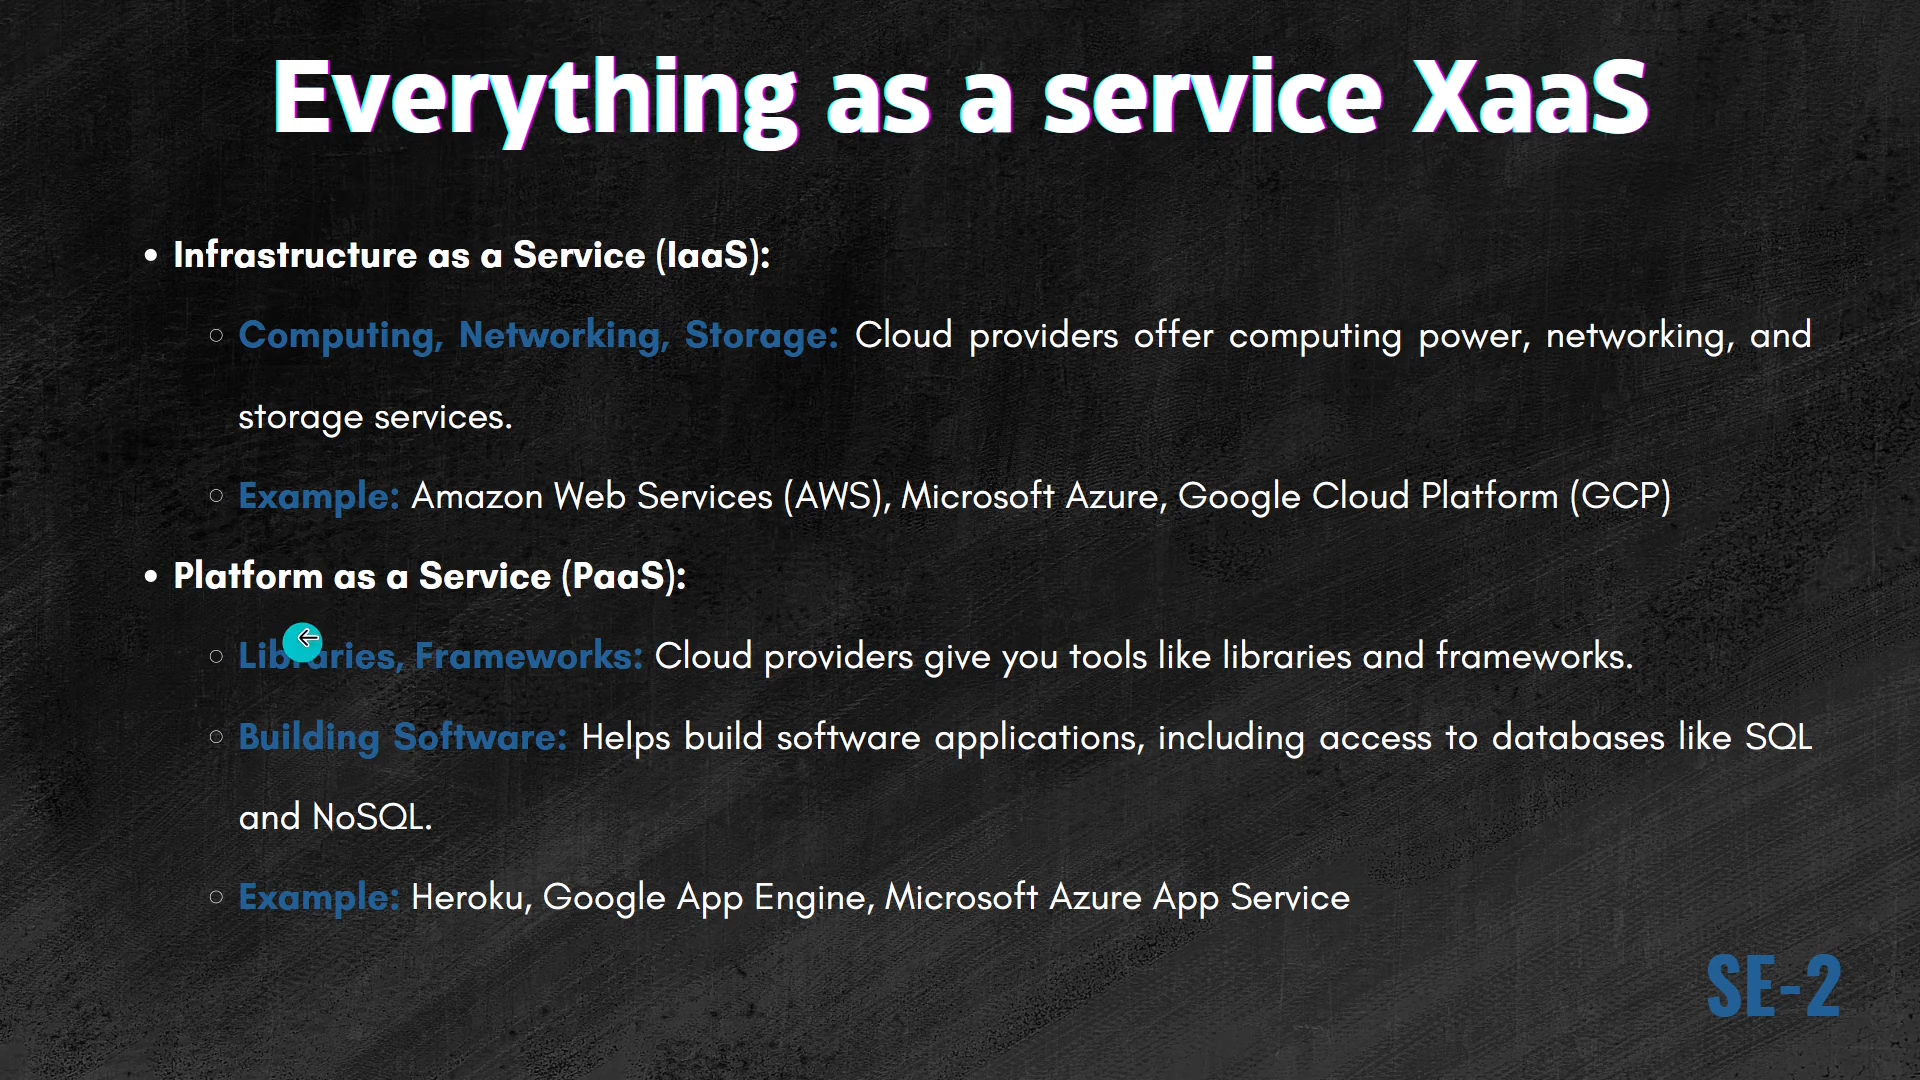 Everything as a service XaaS
• Infrastructure as a Service (IaaS):
○ Computing, Networking, Storage: Cloud providers offer computing power, networking, and
storage services.
○ Example: Amazon Web Services (AWS), Microsoft Azure, Google Cloud Platform (GCP)
• Platform as a Service (PaaS):
○ Libraries, Frameworks: Cloud providers give you tools like libraries and frameworks.
○ Building Software: Helps build software applications, including access to databases like SQL
and NoSQL.
○ Example: Heroku, Google App Engine, Microsoft Azure App Service
SE-2